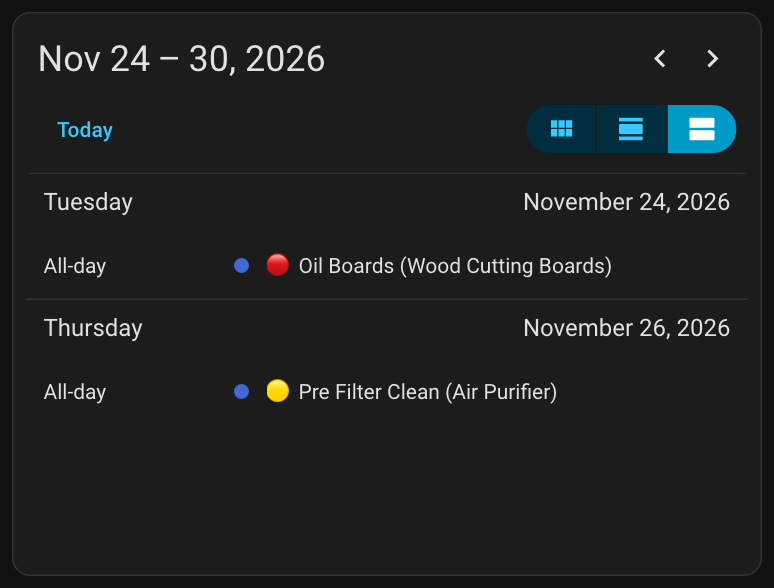 Nov 24 – 30, 2026
Today
Tuesday November 24, 2026
All-day 🔴 Oil Boards (Wood Cutting Boards)
Thursday November 26, 2026
All-day 🟡 Pre Filter Clean (Air Purifier)